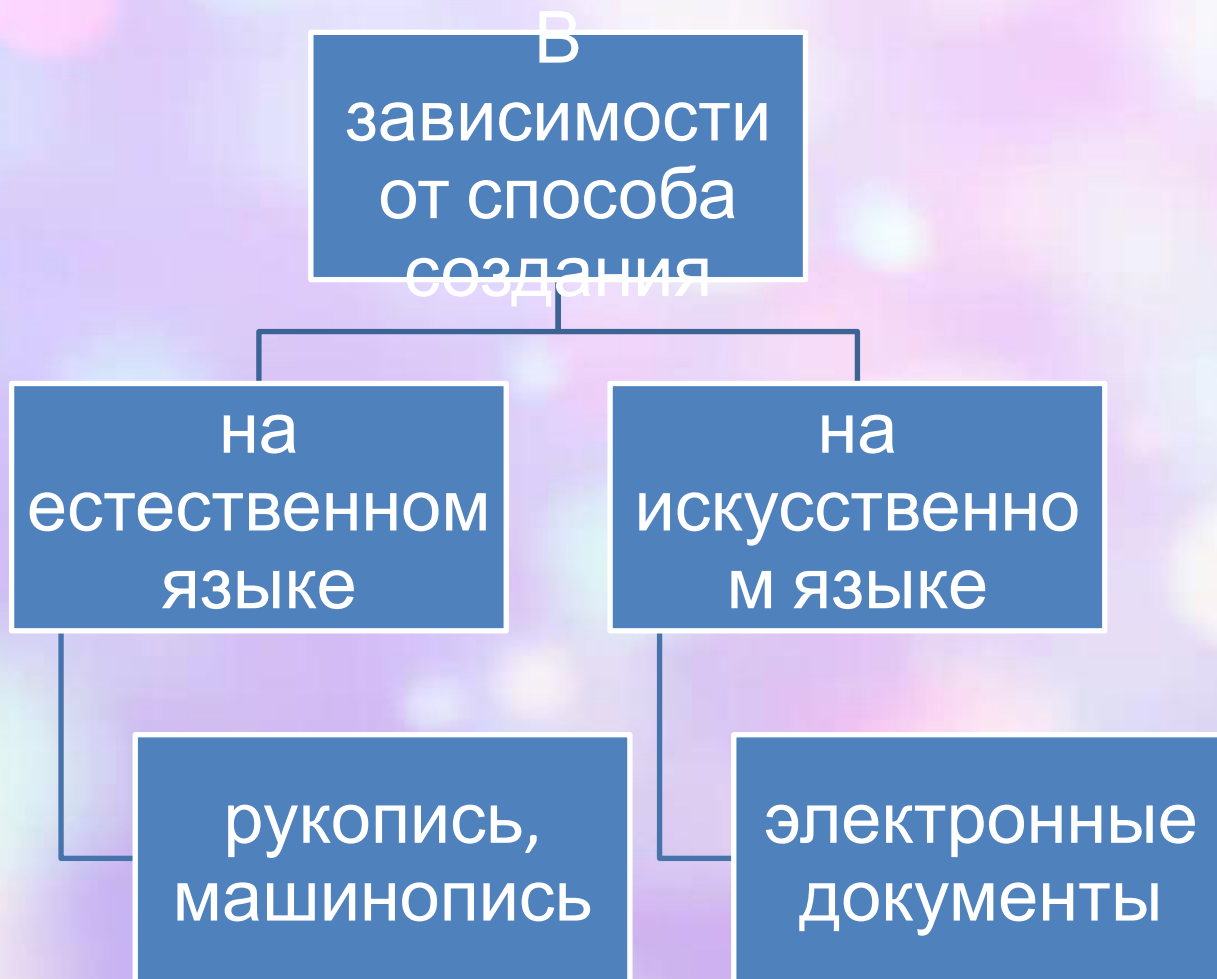 В
зависимости
от способа
создания
на
естественном
языке
на
искусственно
м языке
рукопись,
машинопись
электронные
документы